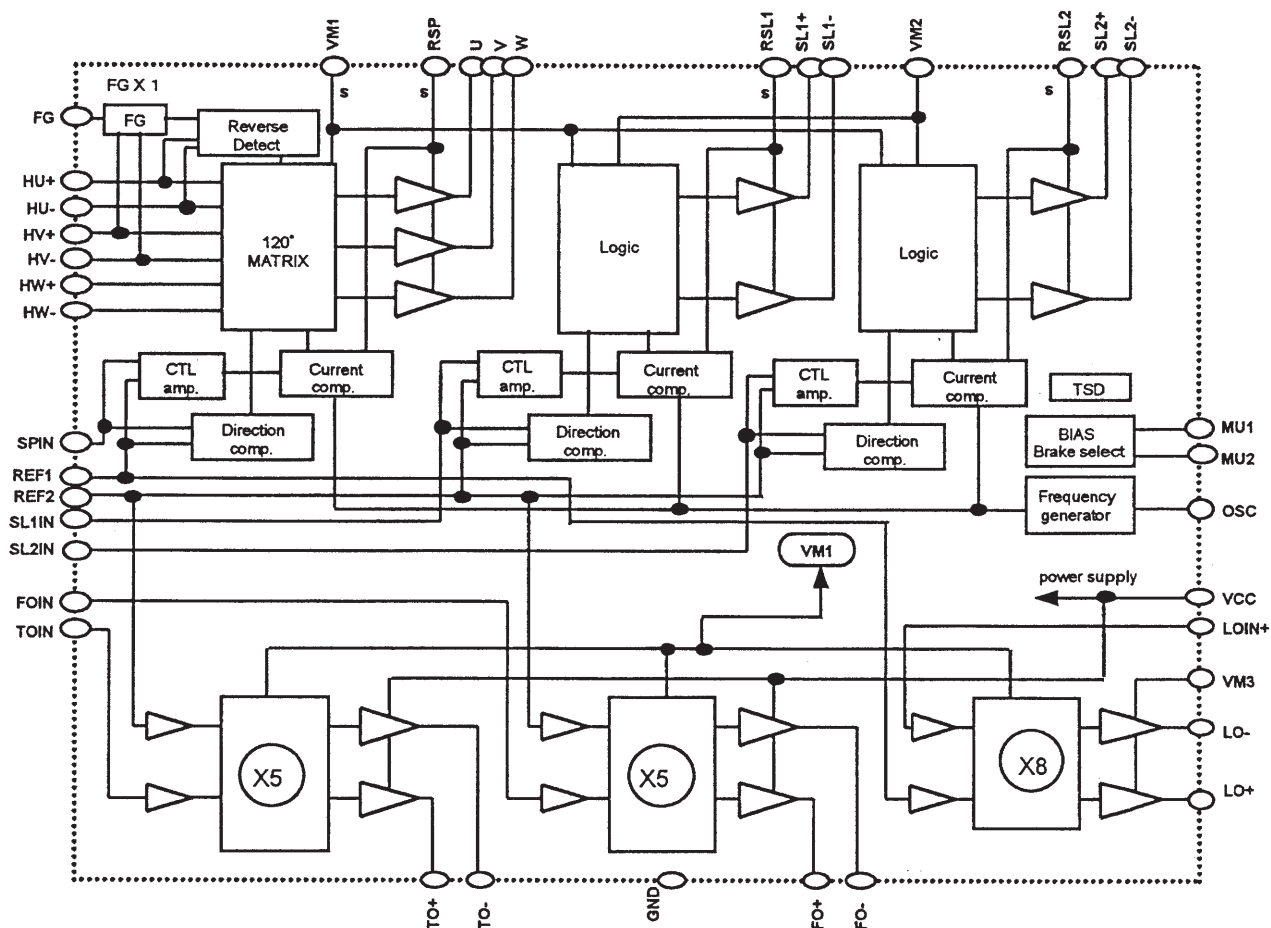 VM1
RSP
U
V
W
RSL1
SL1+
SL1-
VM2
RSL2
SL2+
SL2-
FG X 1
s
s
s
s
FG
FG
Reverse
Detect
HU+
HU-
HV+
HV-
HW+
HW-
120°
MATRIX
Logic
Logic
CTL
amp.
Current
comp.
CTL
amp.
Current
comp.
CTL
amp.
Current
comp.
TSD
Direction
comp.
Direction
comp.
Direction
comp.
BIAS
Brake select
MU1
MU2
SPIN
REF1
REF2
SL1IN
SL2IN
Frequency
generator
OSC
VM1
power supply
FOIN
TOIN
VCC
LOIN+
VM3
LO-
LO+
X5
X5
X8
TO+
TO-
GND
FO+
FO-